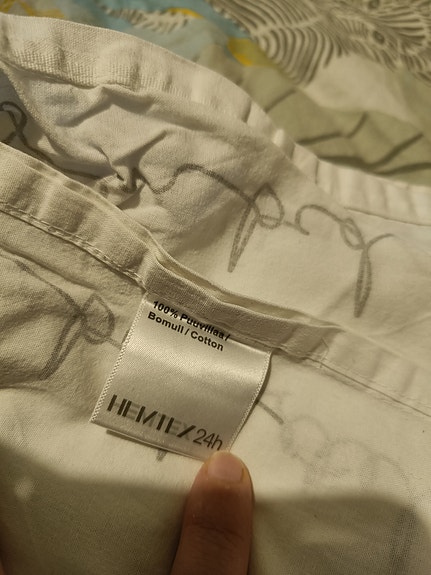 100% Puuvillaa/
Bomull / Cotton
HEMTEX 24h